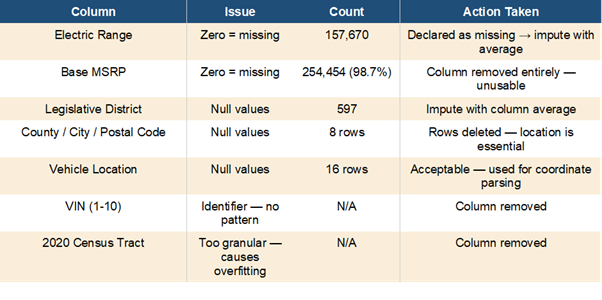 Column Issue Count Action Taken
Electric Range Zero = missing 157,670 Declared as missing → impute with
average
Base MSRP Zero = missing 254,454 (98.7%) Column removed entirely —
unusable
Legislative District Null values 597 Impute with column average
County / City / Postal Code Null values 8 rows Rows deleted — location is
essential
Vehicle Location Null values 16 rows Acceptable — used for coordinate
parsing
VIN (1-10) Identifier — no N/A Column removed
pattern
2020 Census Tract Too granular — N/A Column removed
causes
overfitting